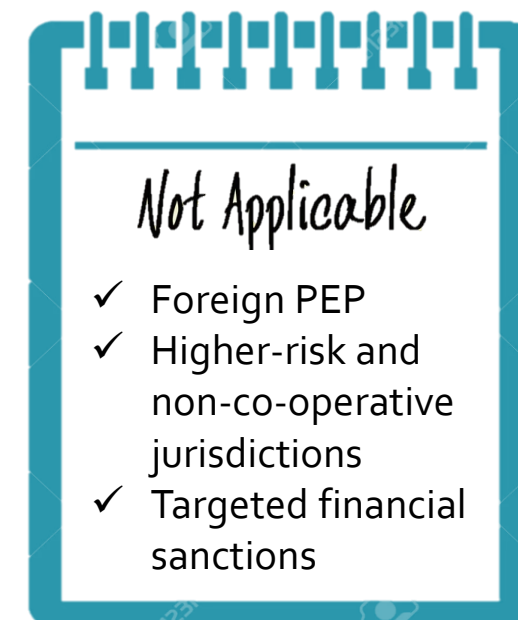 Not Applicable
✓ Foreign PEP
✓ Higher-risk and
non-co-operative
jurisdictions
✓ Targeted financial
sanctions